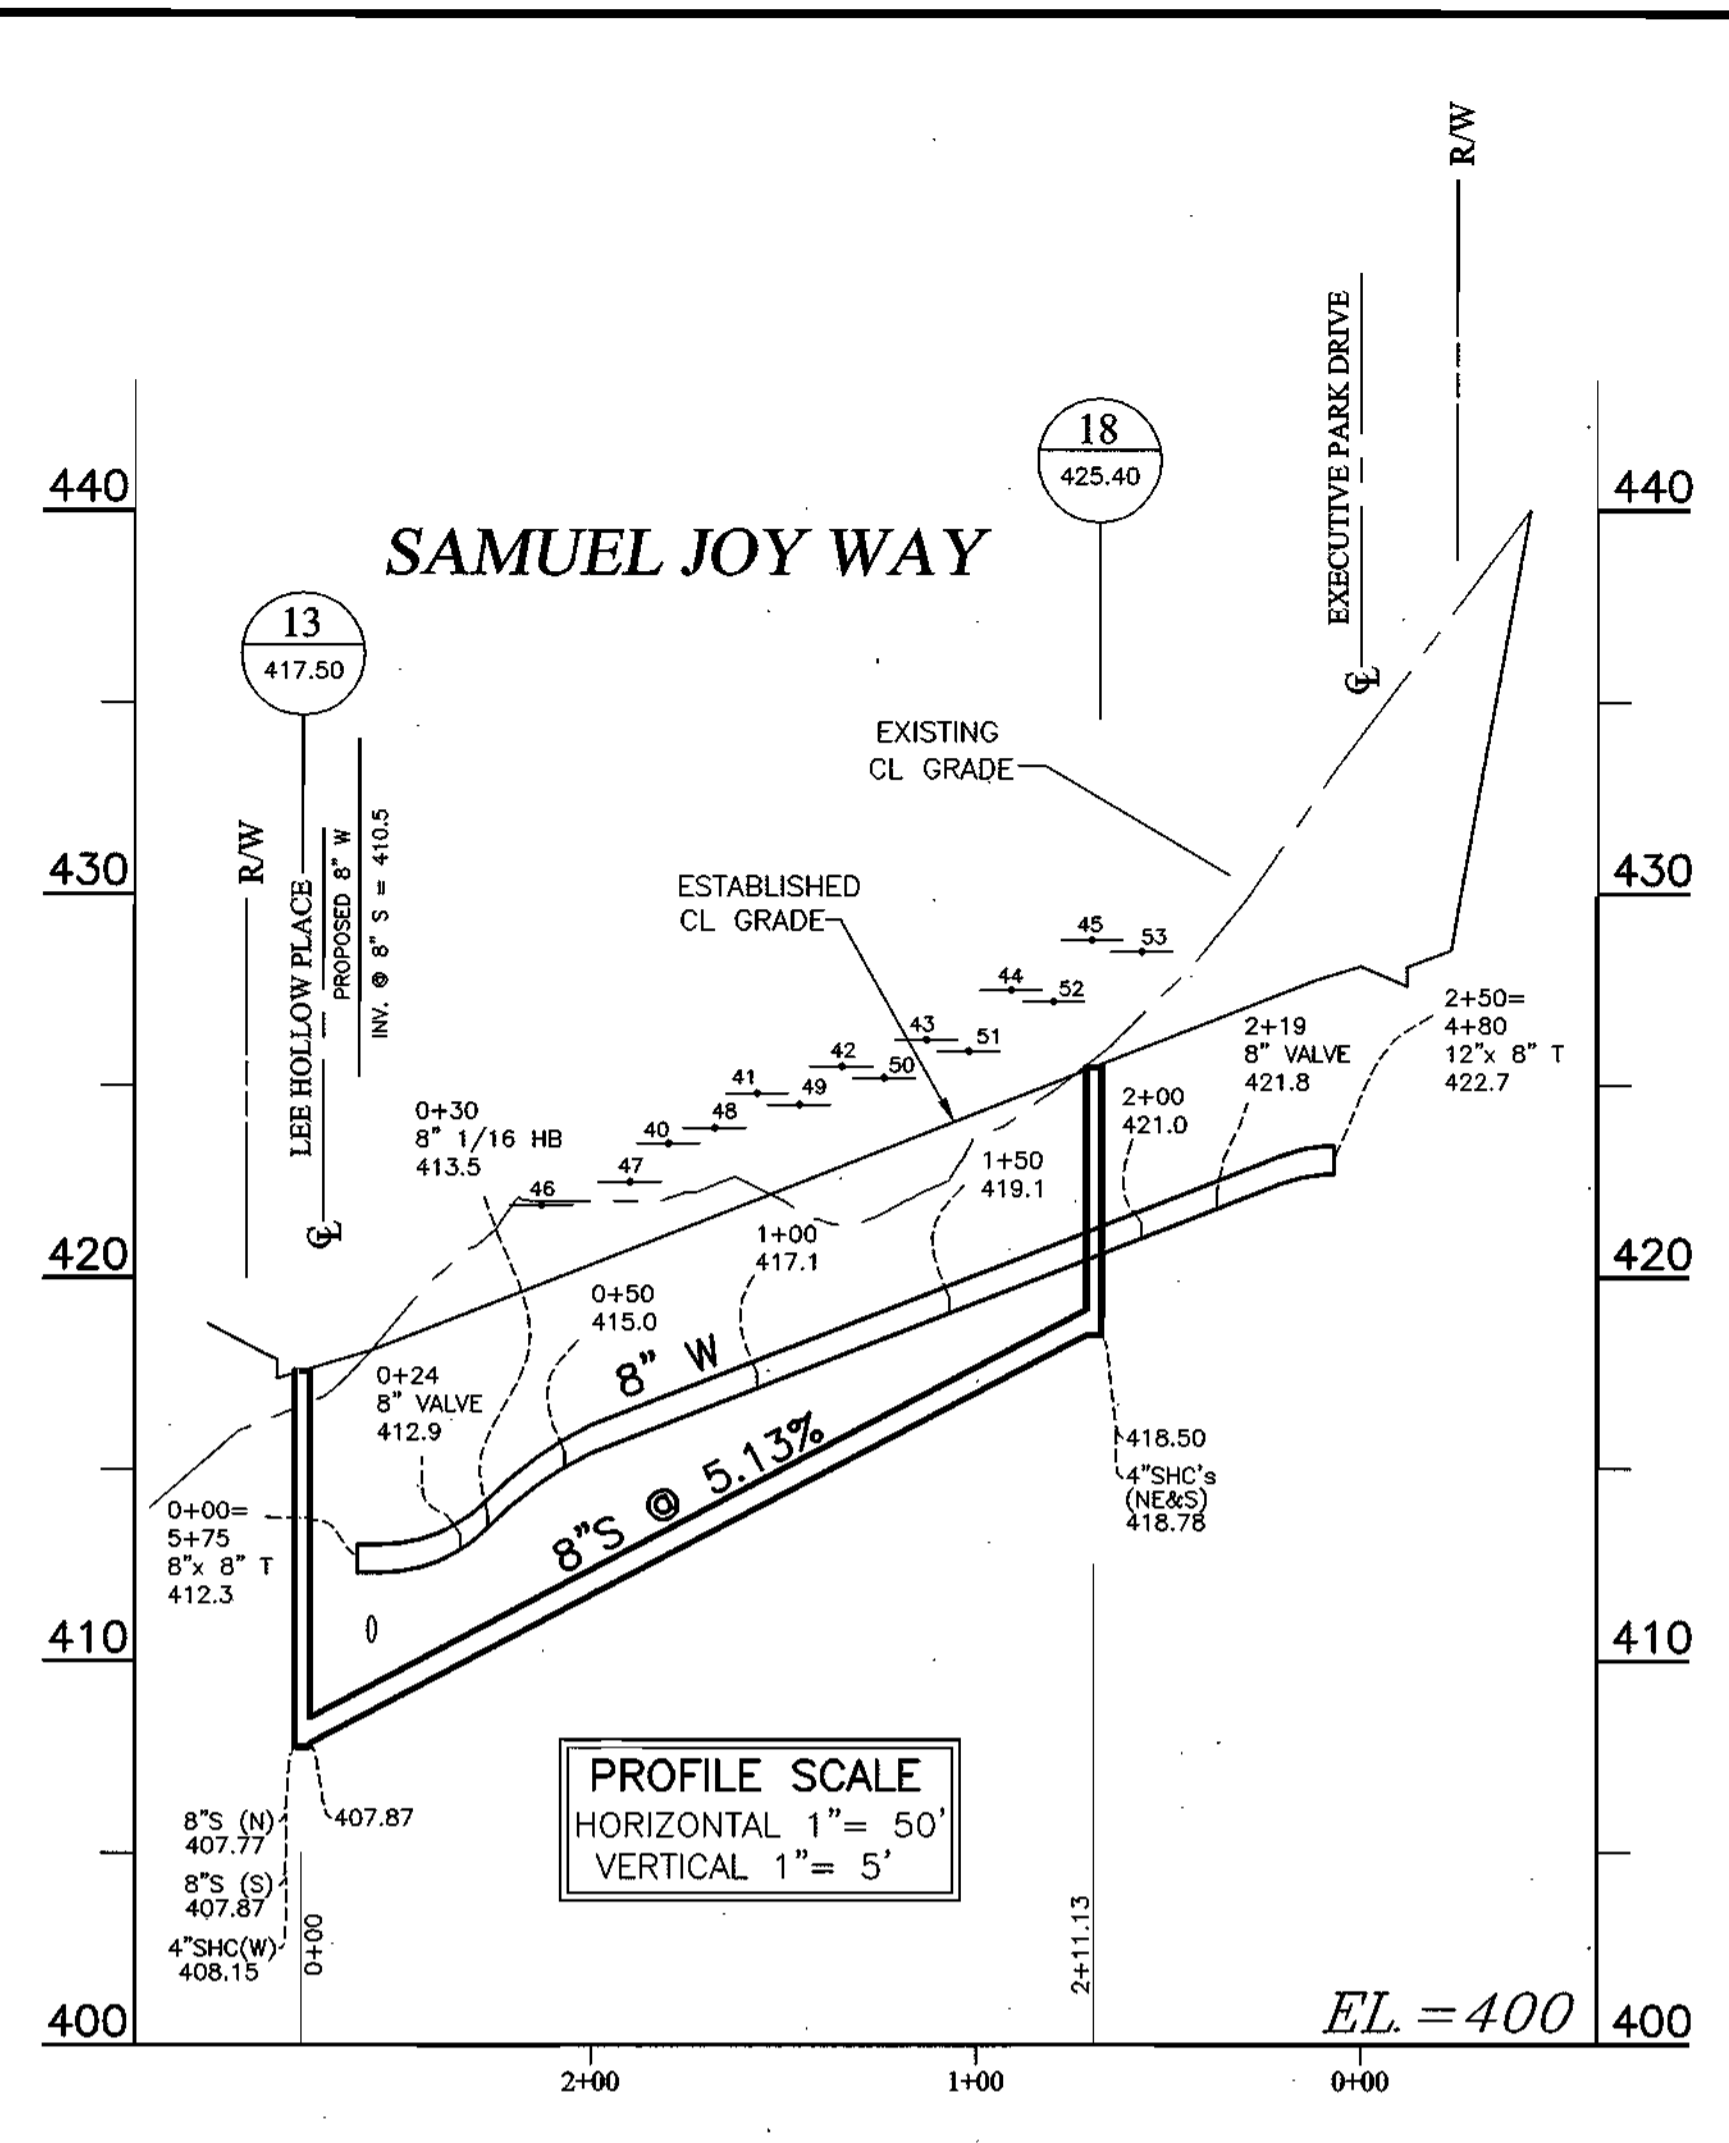 R/W
EXECUTIVE PARK DRIVE
CL
18
425.40
440
440
SAMUEL JOY WAY
13
417.50
EXISTING
CL GRADE
R/W
LEE HOLLOW PLACE
PROPOSED 8" W
INV. @ 8" S = 410.5
CL
430
430
ESTABLISHED
CL GRADE
45
53
44
52
43
51
42
50
41
49
48
40
47
46
2+50=
4+80
12"x 8" T
422.7
2+19
8" VALVE
421.8
2+00
421.0
0+30
8" 1/16 HB
413.5
1+50
419.1
1+00
417.1
420
420
0+50
415.0
8" W
0+24
8" VALVE
412.9
8"S @ 5.13%
418.50
4"SHC's
(NE&S)
418.78
0+00=
5+75
8"x 8" T
412.3
410
410
PROFILE SCALE
HORIZONTAL 1"= 50'
VERTICAL 1"= 5'
407.87
8"S (N)
407.77
8"S (S)
407.87
4"SHC(W)
408.15
0+00
2+11.13
EL. =400
400
400
2+00
1+00
0+00